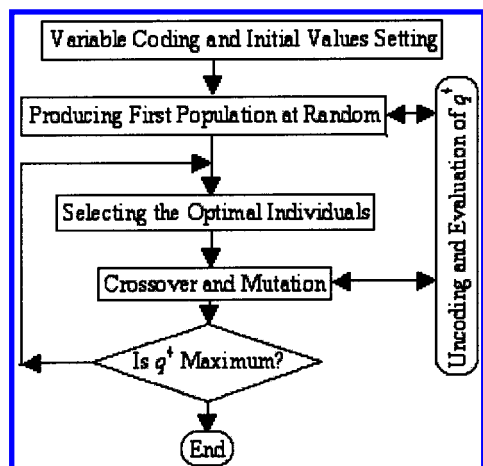 Variable Coding and Initial Values Setting
Producing First Population at Random
Selecting the Optimal Individuals
Crossover and Mutation
Is q⁺ Maximum?
End
Uncoding and Evaluation of q⁺